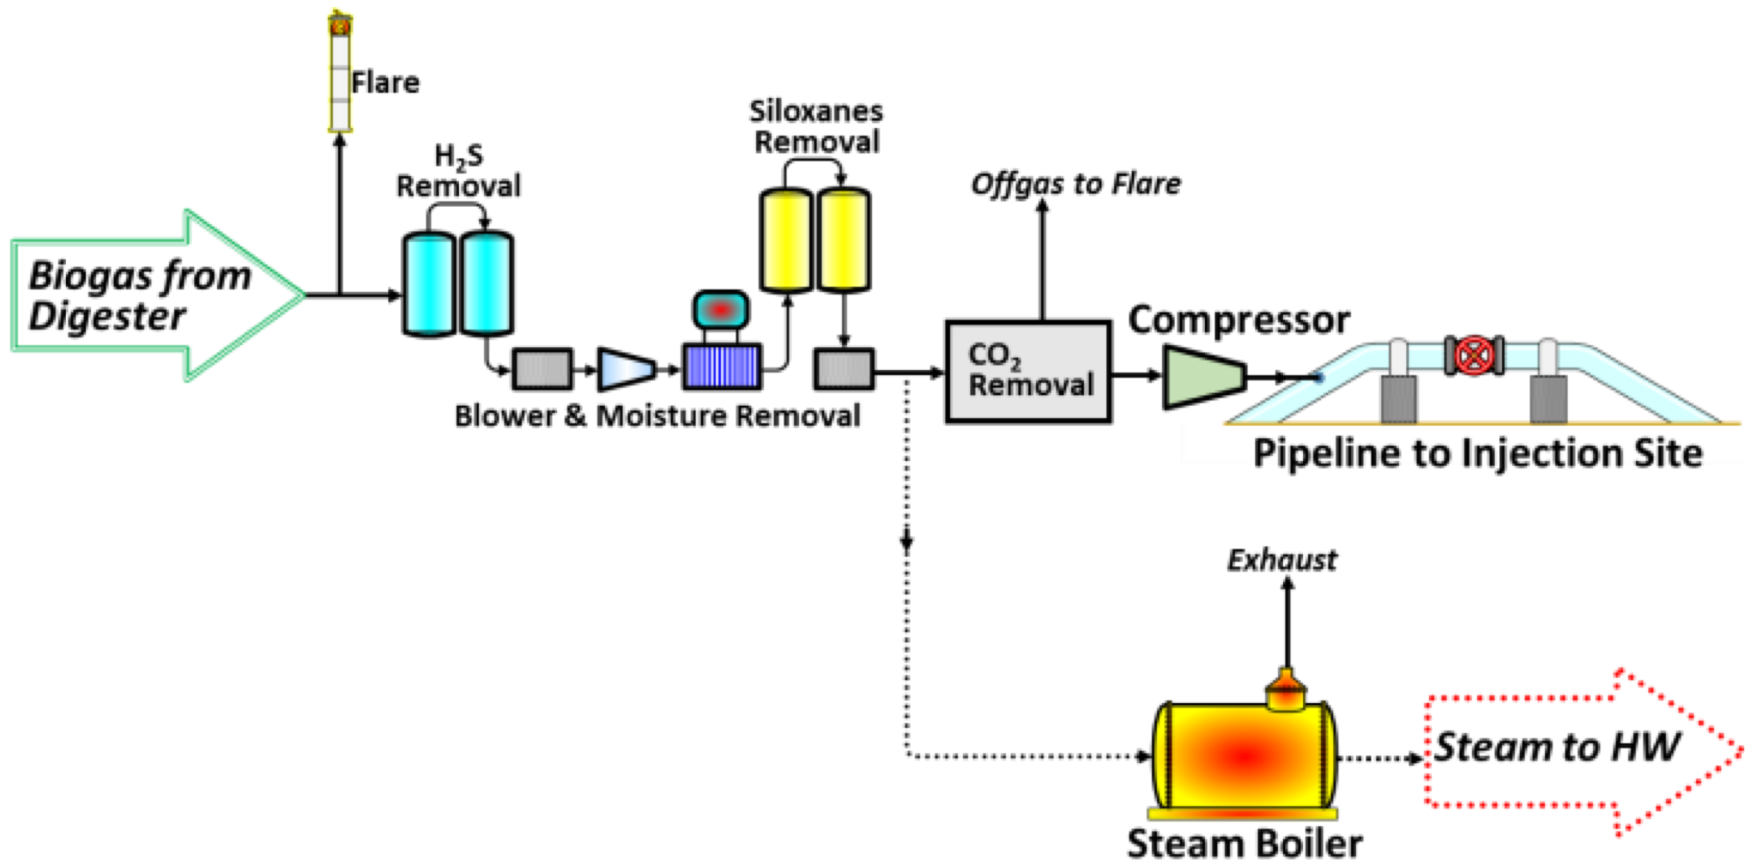 Flare
H₂S
Removal
Siloxanes
Removal
Offgas to Flare
Biogas from
Digester
Compressor
CO₂
Removal
Blower & Moisture Removal
Pipeline to Injection Site
Exhaust
Steam to HW
Steam Boiler